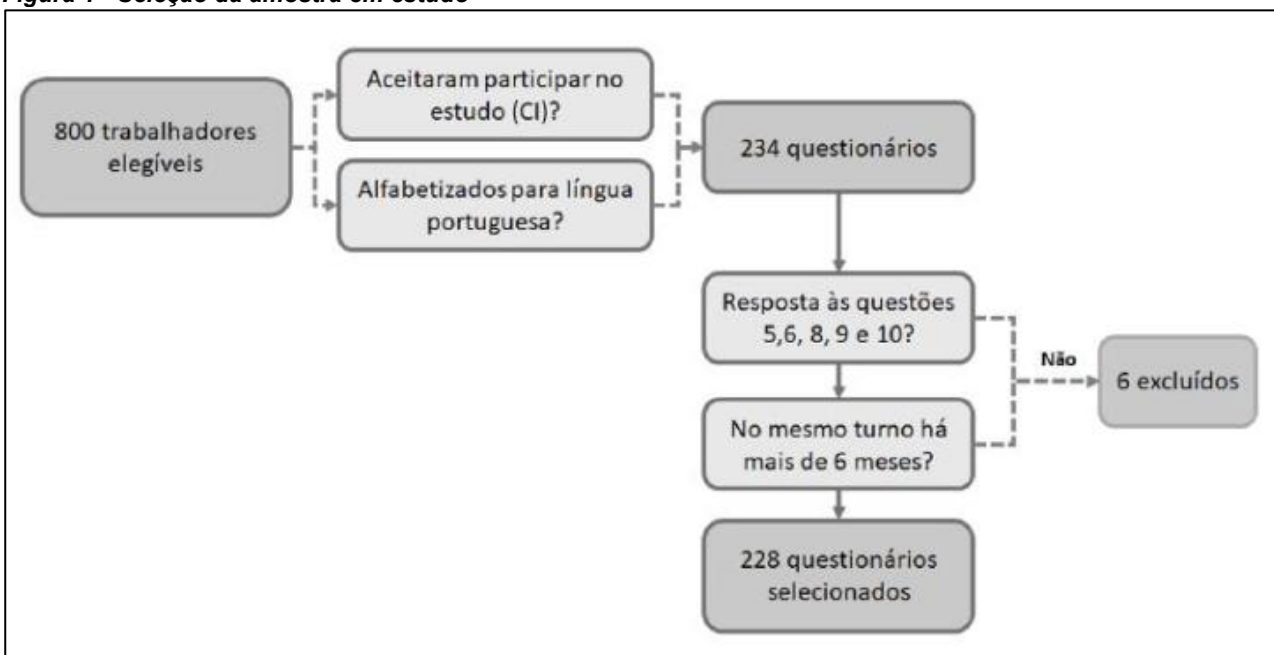 Figura 1 - Seleção da amostra em estudo
800 trabalhadores
elegíveis
Aceitaram participar no
estudo (CI)?
Alfabetizados para língua
portuguesa?
234 questionários
Resposta às questões
5,6, 8, 9 e 10?
Não
6 excluídos
No mesmo turno há
mais de 6 meses?
228 questionários
selecionados